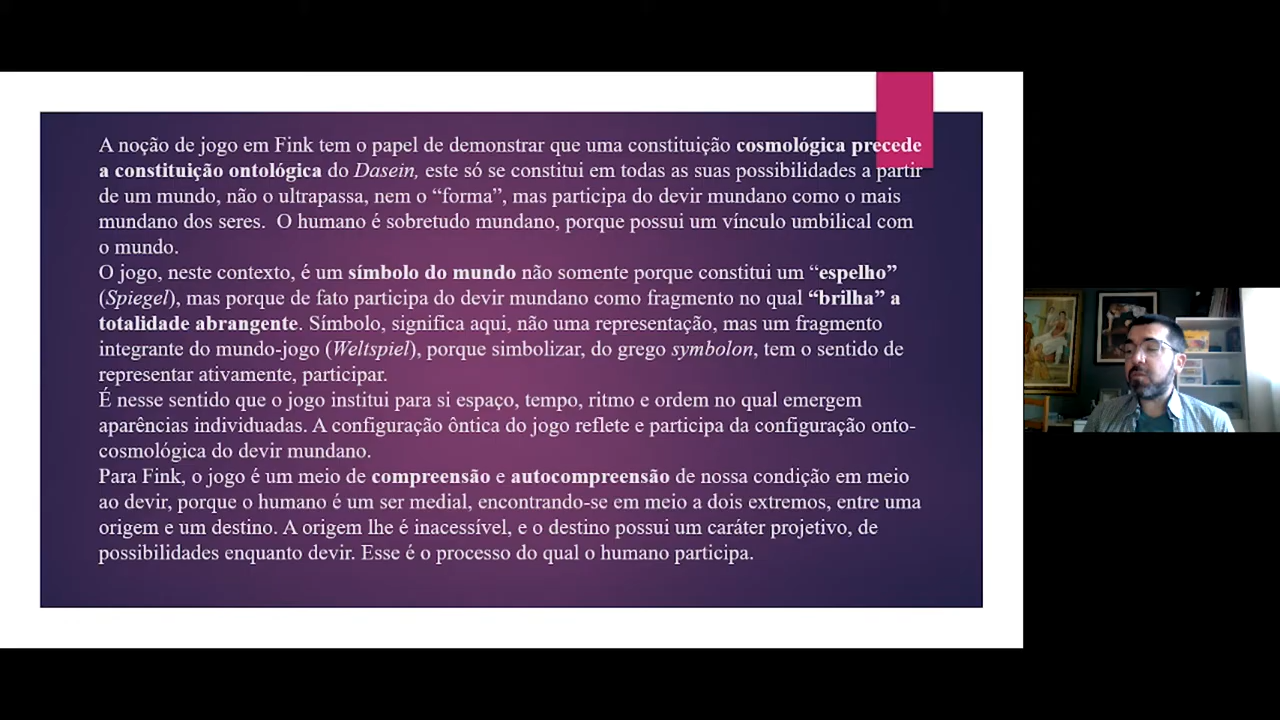 A noção de jogo em Fink tem o papel de demonstrar que uma constituição cosmológica precede
a constituição ontológica do Dasein, este só se constitui em todas as suas possibilidades a partir
de um mundo, não o ultrapassa, nem o “forma”, mas participa do devir mundano como o mais
mundano dos seres. O humano é sobretudo mundano, porque possui um vínculo umbilical com
o mundo.
O jogo, neste contexto, é um símbolo do mundo não somente porque constitui um “espelho”
(Spiegel), mas porque de fato participa do devir mundano como fragmento no qual “brilha” a
totalidade abrangente. Símbolo, significa aqui, não uma representação, mas um fragmento
integrante do mundo-jogo (Weltspiel), porque simbolizar, do grego symbolon, tem o sentido de
representar ativamente, participar.
É nesse sentido que o jogo institui para si espaço, tempo, ritmo e ordem no qual emergem
aparências individuadas. A configuração ôntica do jogo reflete e participa da configuração onto-
cosmológica do devir mundano.
Para Fink, o jogo é um meio de compreensão e autocompreensão de nossa condição em meio
ao devir, porque o humano é um ser medial, encontrando-se em meio a dois extremos, entre uma
origem e um destino. A origem lhe é inacessível, e o destino possui um caráter projetivo, de
possibilidades enquanto devir. Esse é o processo do qual o humano participa.